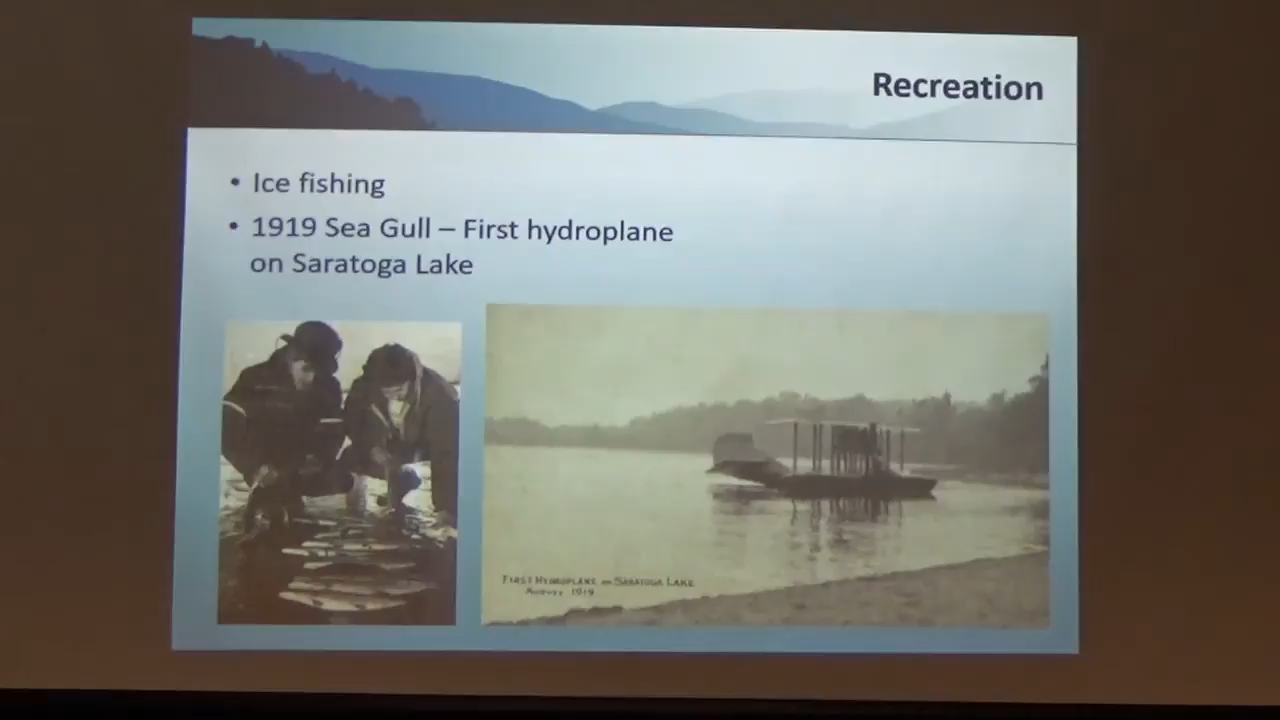 Recreation
• Ice fishing
• 1919 Sea Gull – First hydroplane
on Saratoga Lake
First Hydroplane on Saratoga Lake
August 1919